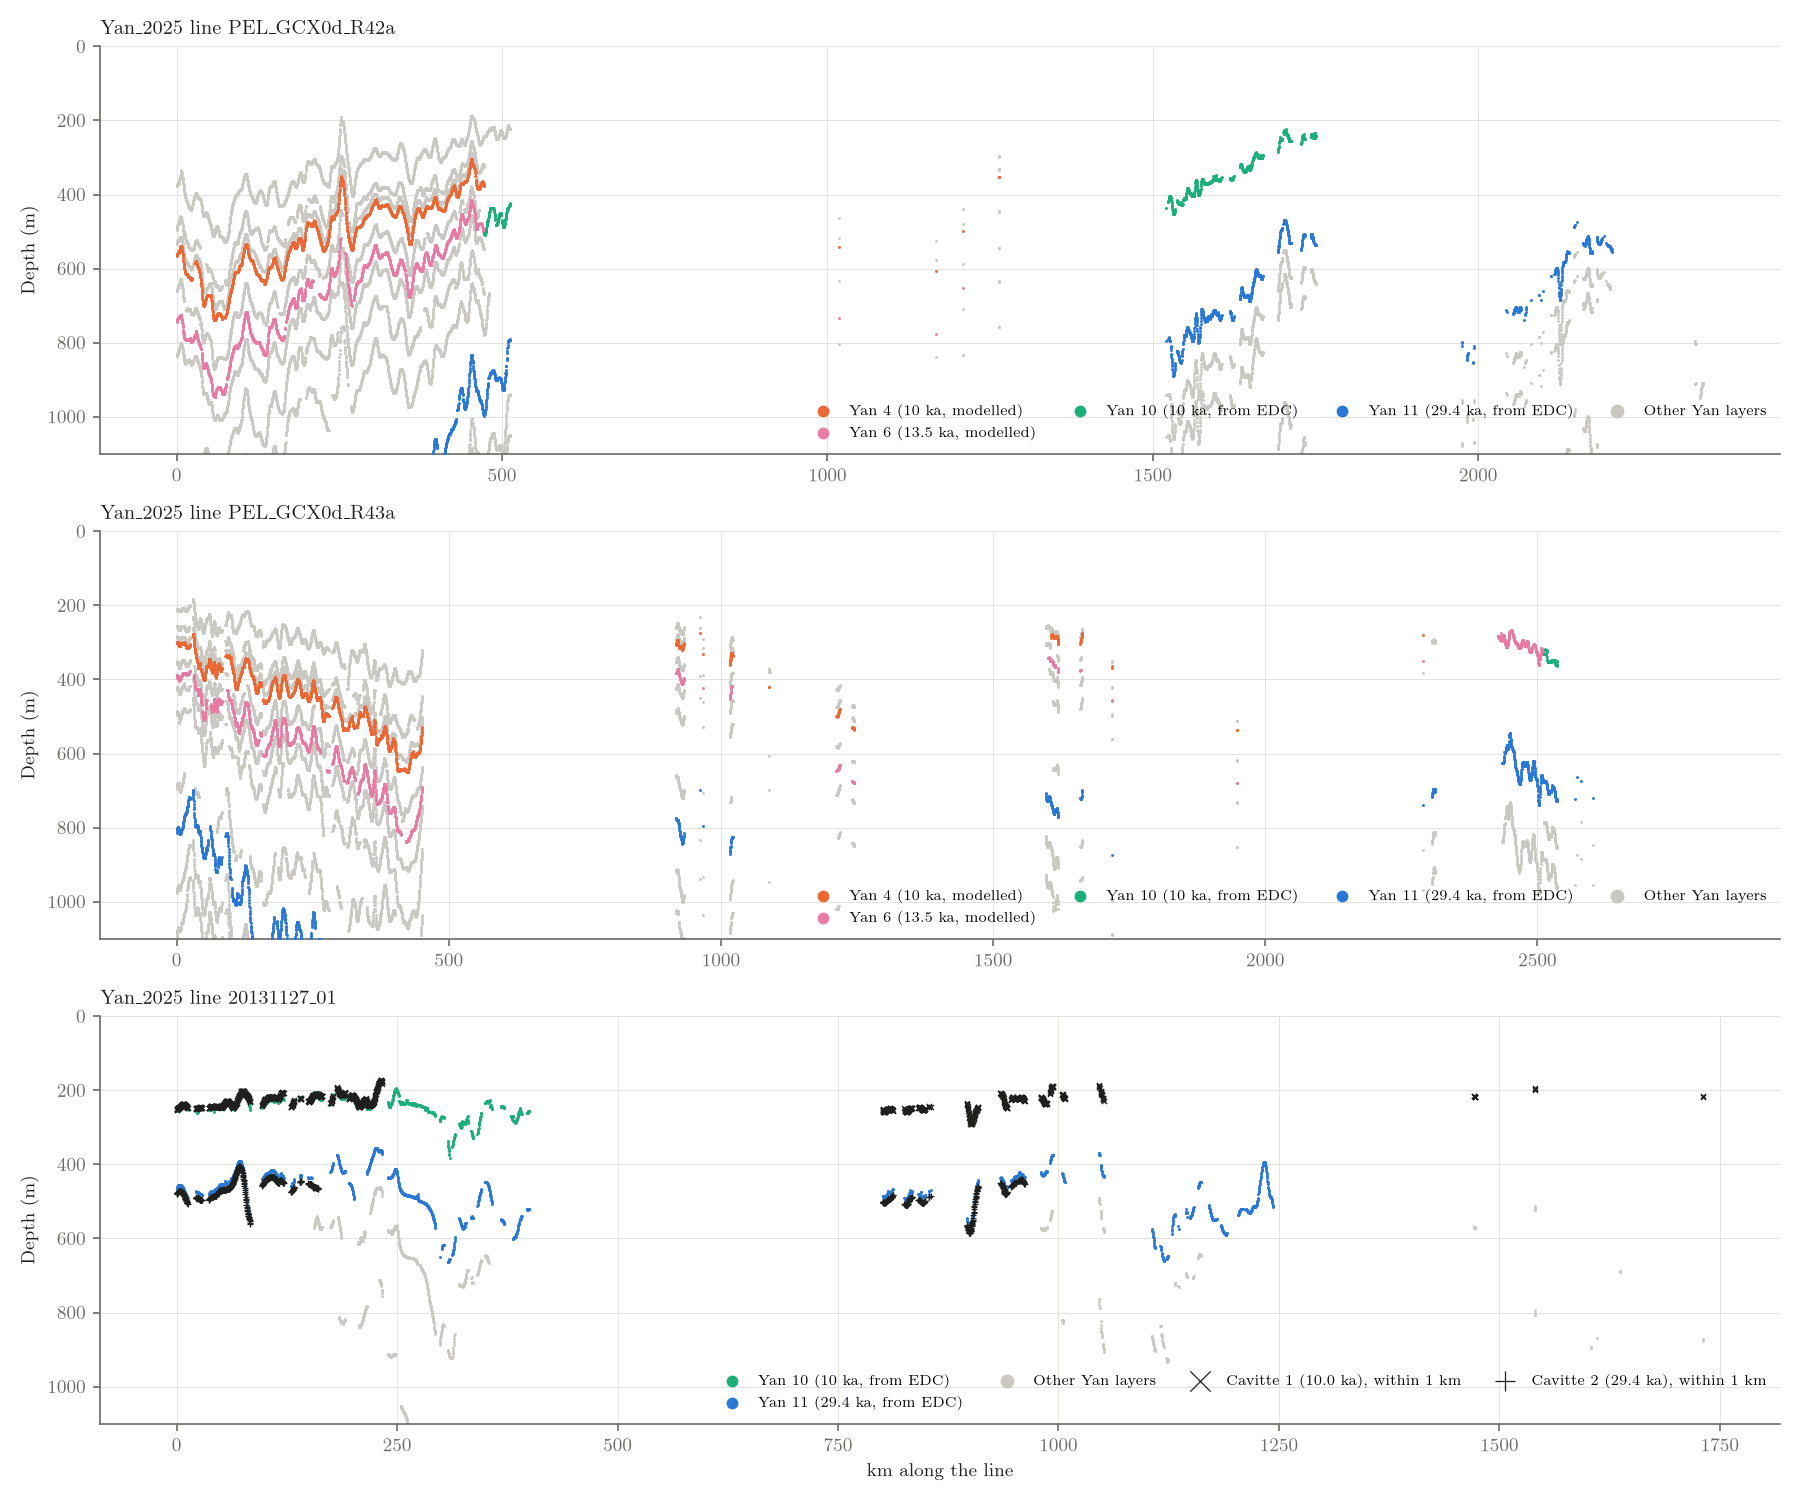 Yan_2025 line PEL_GCX0d_R42a
0
200
400
600
800
1000
Depth (m)
Yan 4 (10 ka, modelled)
Yan 10 (10 ka, from EDC)
Yan 11 (29.4 ka, from EDC)
Other Yan layers
Yan 6 (13.5 ka, modelled)
0
500
1000
1500
2000
Yan_2025 line PEL_GCX0d_R43a
0
200
400
600
800
1000
Depth (m)
Yan 4 (10 ka, modelled)
Yan 10 (10 ka, from EDC)
Yan 11 (29.4 ka, from EDC)
Other Yan layers
Yan 6 (13.5 ka, modelled)
0
500
1000
1500
2000
2500
Yan_2025 line 20131127_01
0
200
400
600
800
1000
Depth (m)
Yan 10 (10 ka, from EDC)
Other Yan layers
Cavitte 1 (10.0 ka), within 1 km
Cavitte 2 (29.4 ka), within 1 km
Yan 11 (29.4 ka, from EDC)
0
250
500
750
1000
1250
1500
1750
km along the line